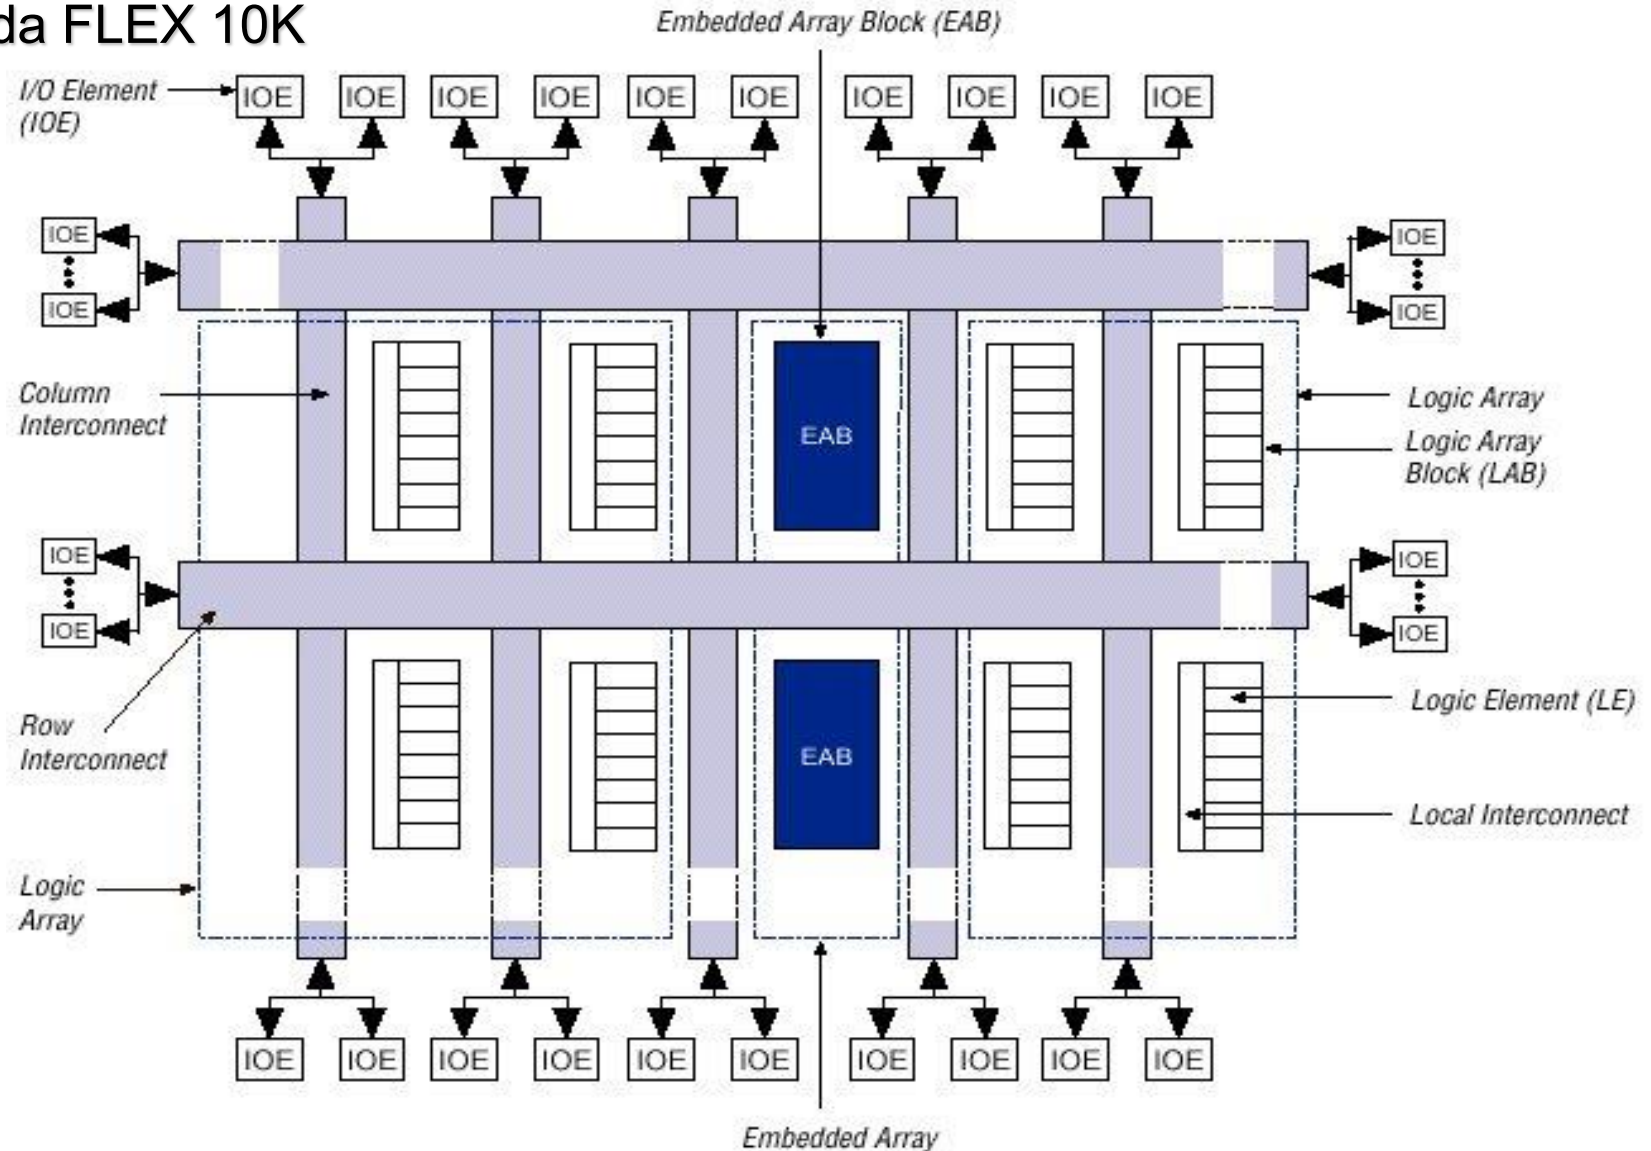 da FLEX 10K
Embedded Array Block (EAB)
I/O Element
(IOE)
IOE IOE IOE IOE IOE IOE IOE IOE IOE IOE
IOE
IOE
IOE
IOE
Column
Interconnect
EAB
Logic Array
Logic Array
Block (LAB)
IOE
IOE
IOE
IOE
Row
Interconnect
EAB
Logic Element (LE)
Local Interconnect
Logic
Array
IOE IOE IOE IOE IOE IOE IOE IOE IOE IOE
Embedded Array